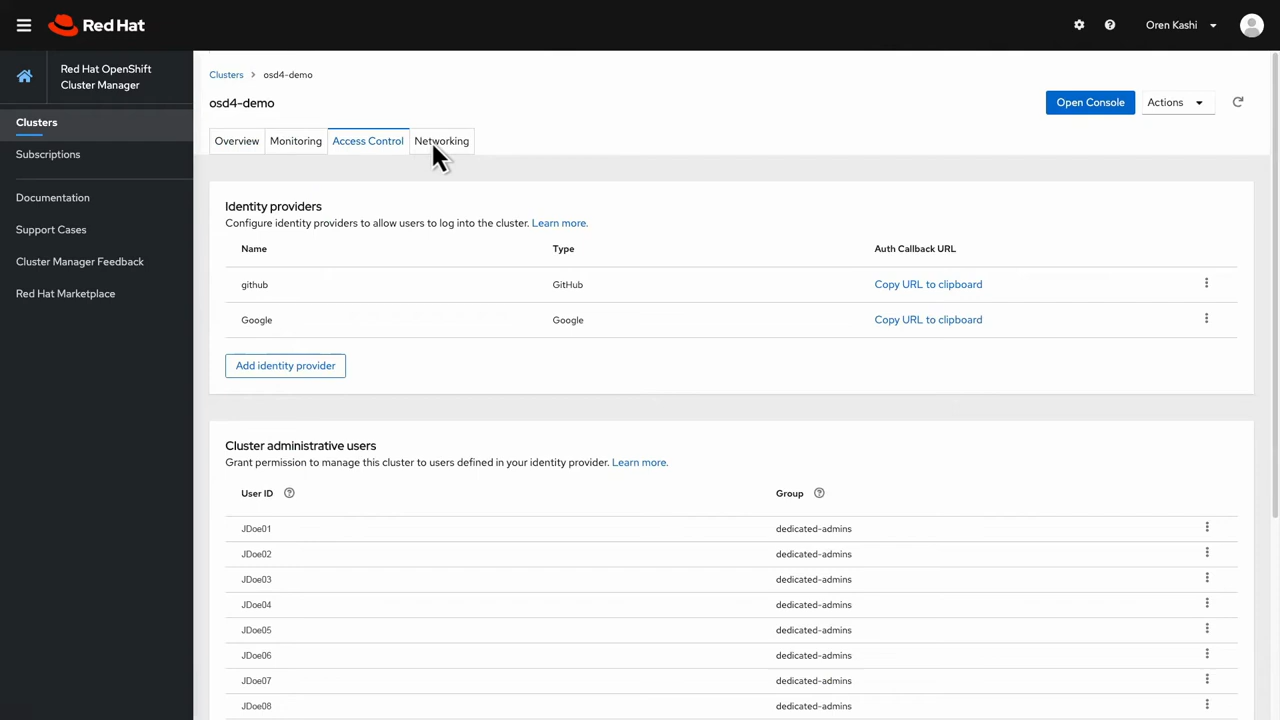 Red Hat
Oren Kashi
Red Hat OpenShift
Cluster Manager
Clusters
Subscriptions
Documentation
Support Cases
Cluster Manager Feedback
Red Hat Marketplace
Clusters > osd4-demo
osd4-demo
Open Console
Actions
Overview
Monitoring
Access Control
Networking
Identity providers
Configure identity providers to allow users to log into the cluster. Learn more.
Name Type Auth Callback URL
github GitHub Copy URL to clipboard
Google Google Copy URL to clipboard
Add identity provider
Cluster administrative users
Grant permission to manage this cluster to users defined in your identity provider. Learn more.
User ID Group
JDoe01 dedicated-admins
JDoe02 dedicated-admins
JDoe03 dedicated-admins
JDoe04 dedicated-admins
JDoe05 dedicated-admins
JDoe06 dedicated-admins
JDoe07 dedicated-admins
JDoe08 dedicated-admins